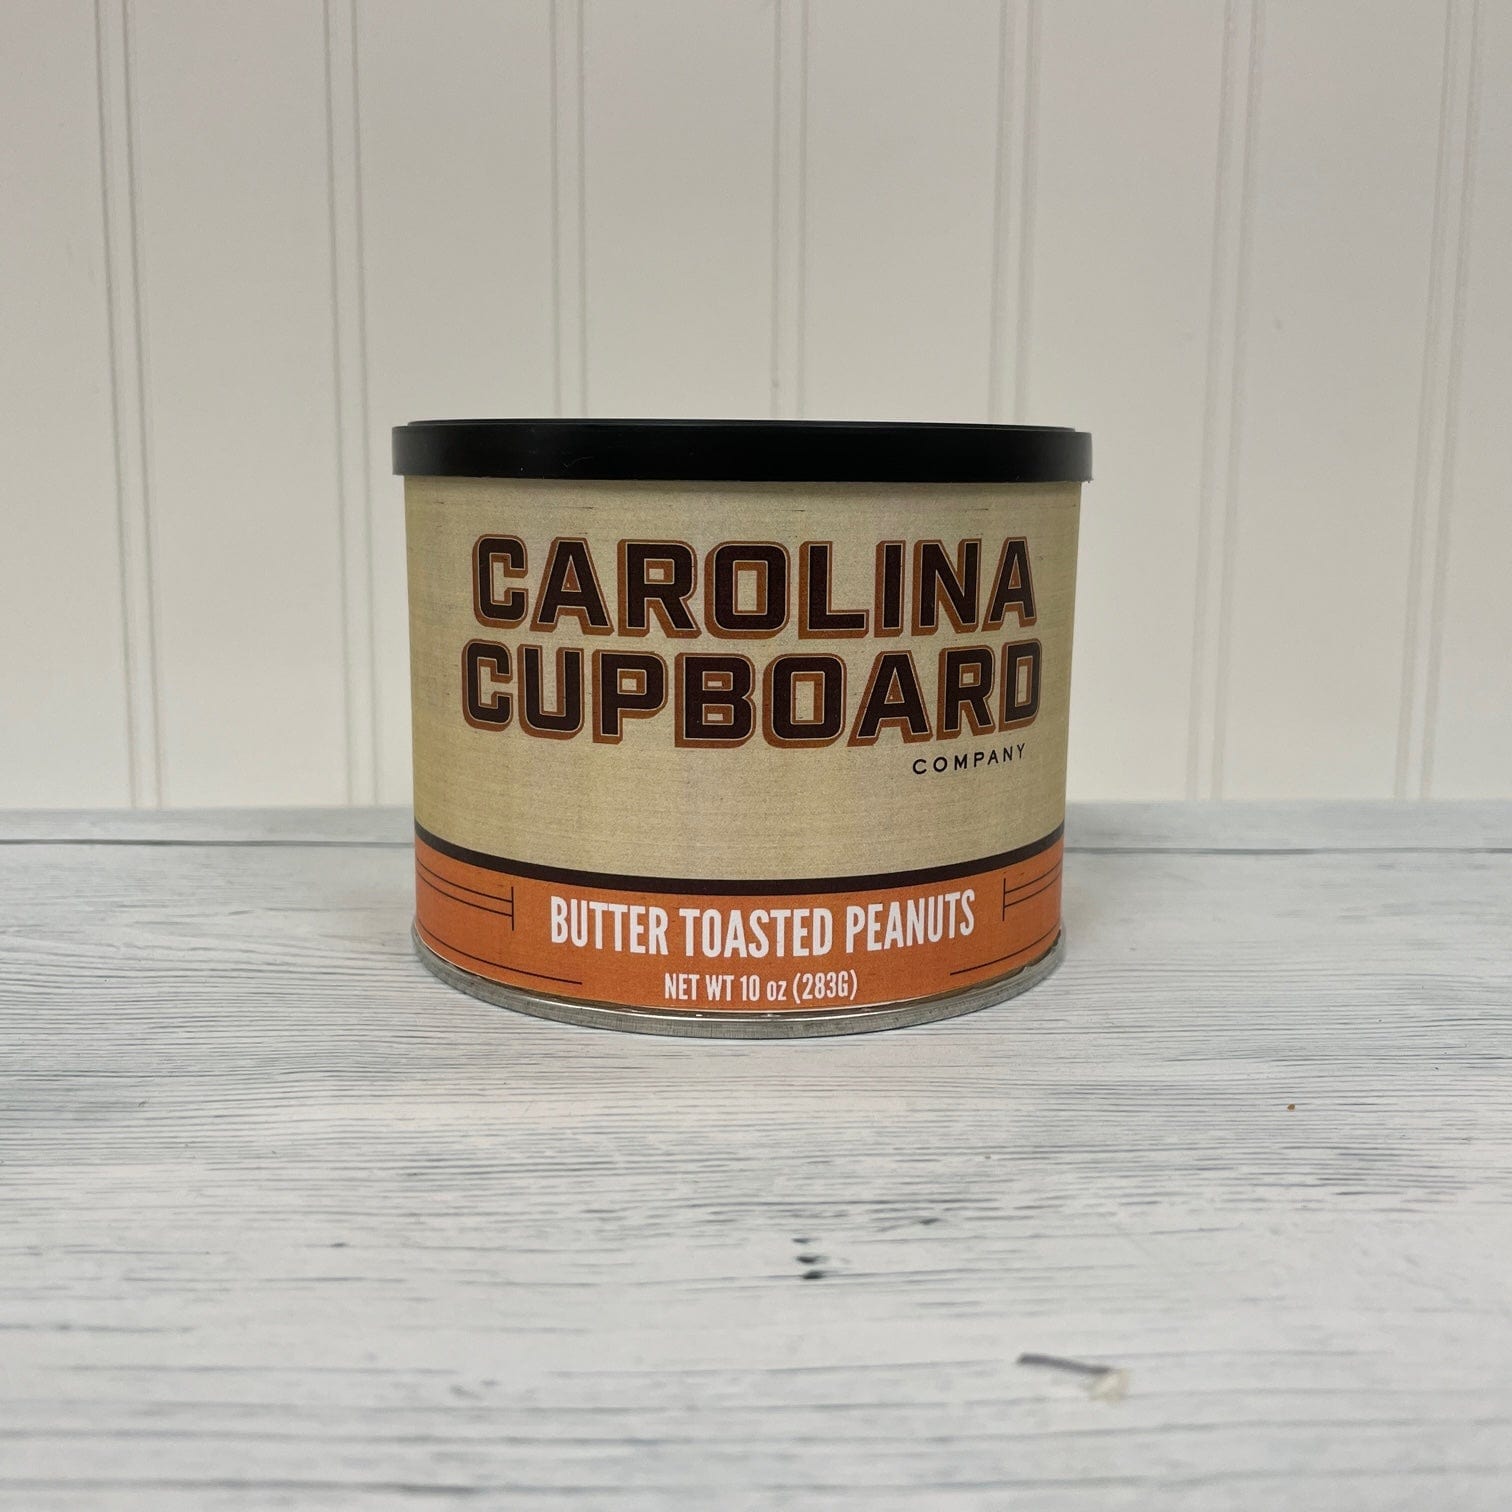 CAROLINA
CUPBOARD
COMPANY
BUTTER TOASTED PEANUTS
NET WT 10 oz (283G)